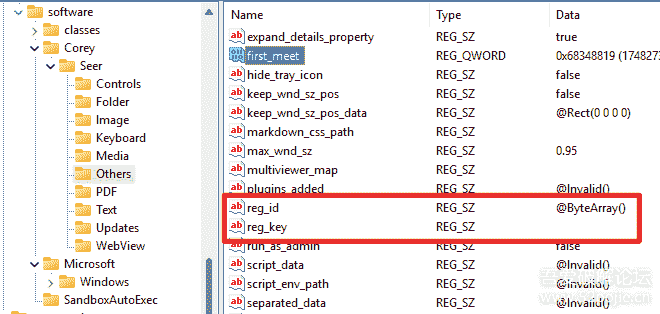 software
classes
Corey
Seer
Controls
Folder
Image
Keyboard
Media
Others
PDF
Text
Updates
WebView
Microsoft
Windows
SandboxAutoExec
Name Type Data
expand_details_property REG_SZ true
first_meet REG_QWORD 0x68348819 (1748273
hide_tray_icon REG_SZ false
keep_wnd_sz_pos REG_SZ false
keep_wnd_sz_pos_data REG_SZ @Rect(0 0 0 0)
markdown_css_path REG_SZ
max_wnd_sz REG_SZ 0.95
multiviewer_map REG_SZ
plugins_added REG_SZ @Invalid()
reg_id REG_SZ @ByteArray()
reg_key REG_SZ
run_as_admin REG_SZ false
script_data REG_SZ @Invalid()
script_env_path REG_SZ @Invalid()
separated_data REG_SZ @Invalid()